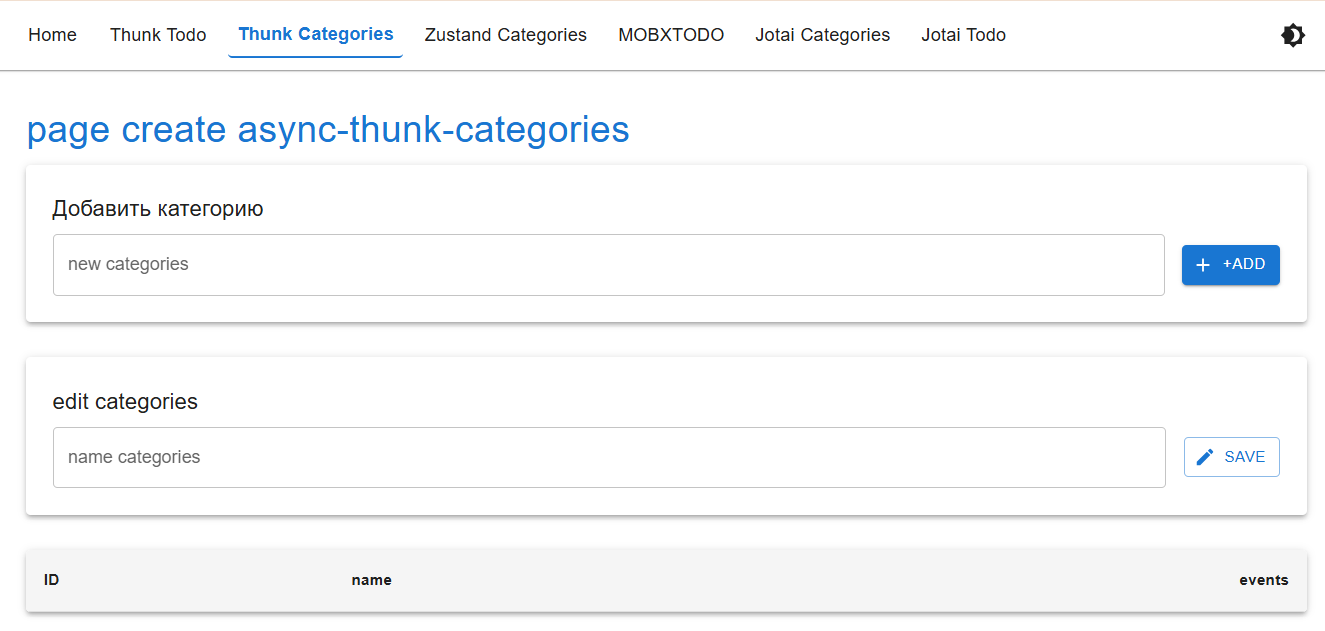 Home Thunk Todo Thunk Categories Zustand Categories MOBXTODO Jotai Categories Jotai Todo
page create async-thunk-categories
Добавить категорию
new categories
+ADD
edit categories
name categories
SAVE
ID name events